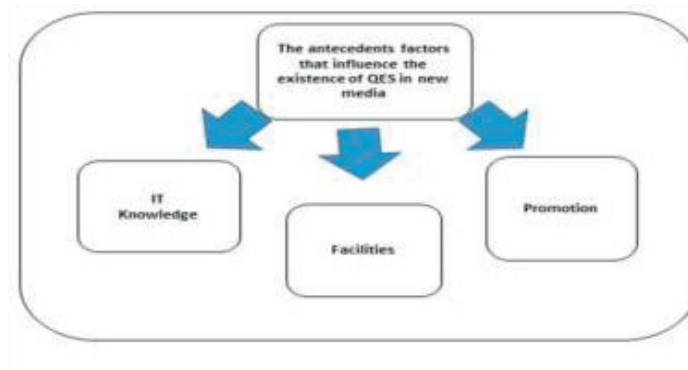 The antecedents factors
that influence the
existence of QES in new
media
IT
Knowledge
Facilities
Promotion